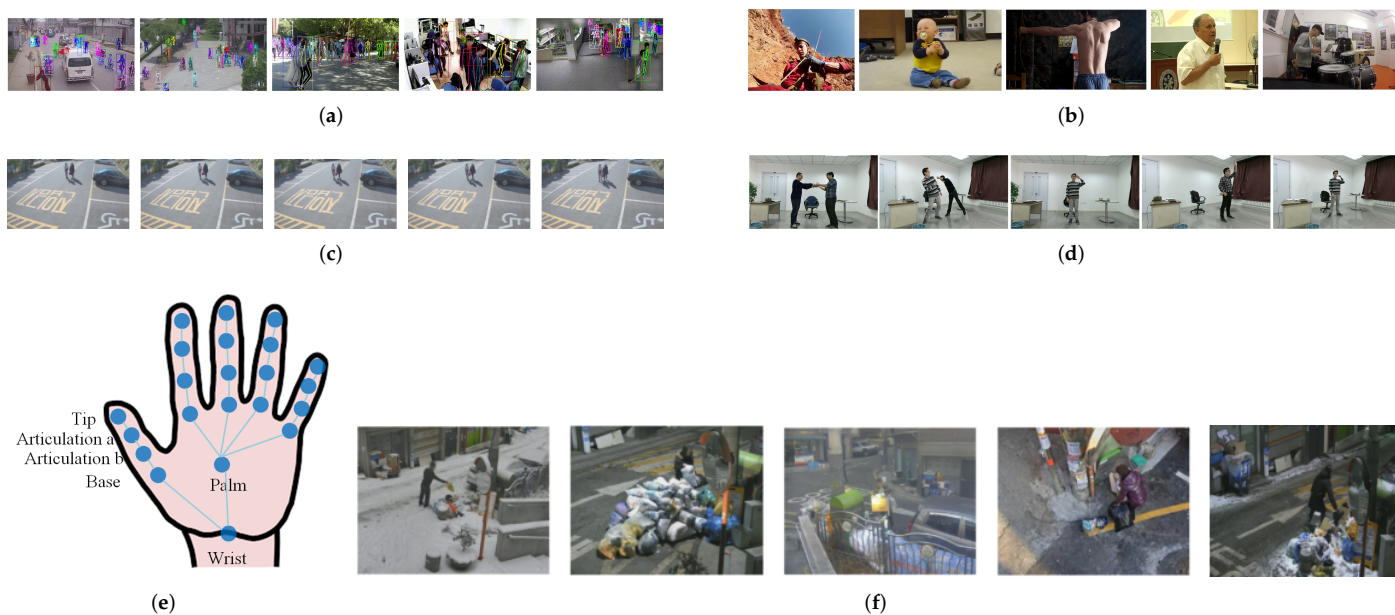 (a)
(b)
(c)
(d)
Tip
Articulation a
Articulation b
Base
Palm
Wrist
(e)
(f)